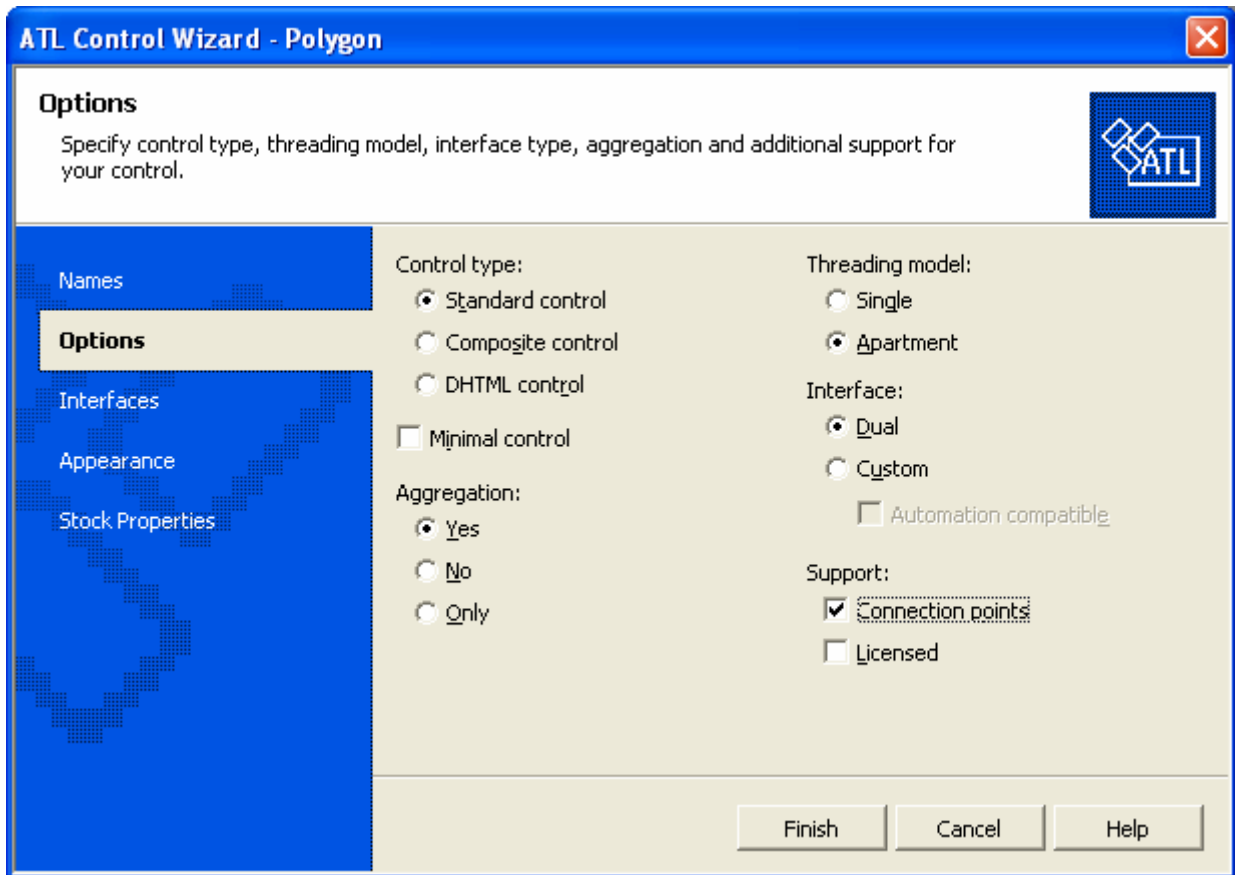 ATL Control Wizard - Polygon
Options
Specify control type, threading model, interface type, aggregation and additional support for
your control.
ATL
Names
Options
Interfaces
Appearance
Stock Properties
Control type:
Standard control
Composite control
DHTML control
Minimal control
Aggregation:
Yes
No
Only
Threading model:
Single
Apartment
Interface:
Dual
Custom
Automation compatible
Support:
Connection points
Licensed
Finish
Cancel
Help